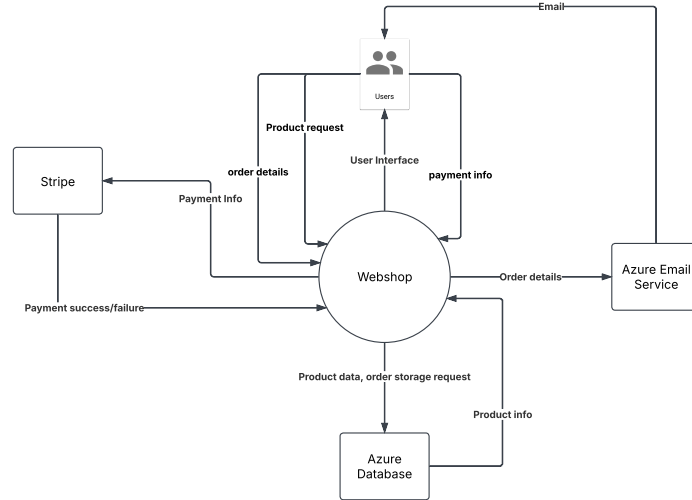 Email
Users
Product request
User Interface
order details
payment info
Stripe
Payment Info
Webshop
Order details
Azure Email
Service
Payment success/failure
Product data, order storage request
Product info
Azure
Database